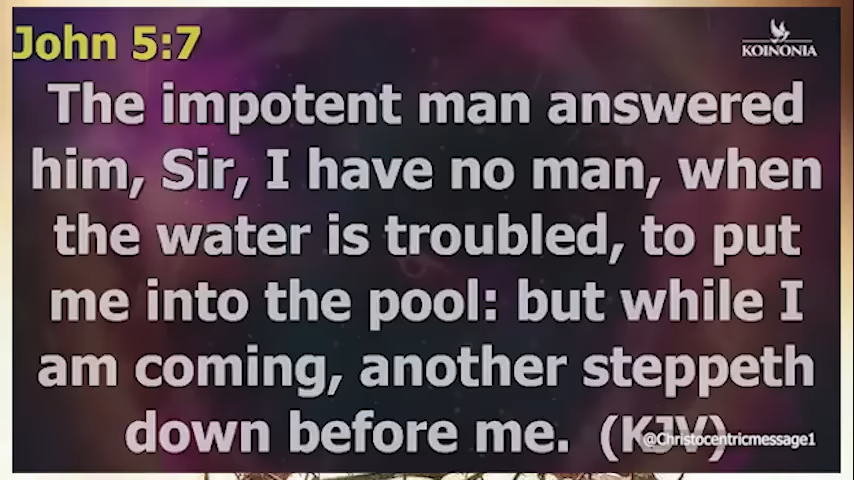 John 5:7
KOINONIA
The impotent man answered
him, Sir, I have no man, when
the water is troubled, to put
me into the pool: but while I
am coming, another steppeth
down before me. (KJV)
@Christocentricmessage1